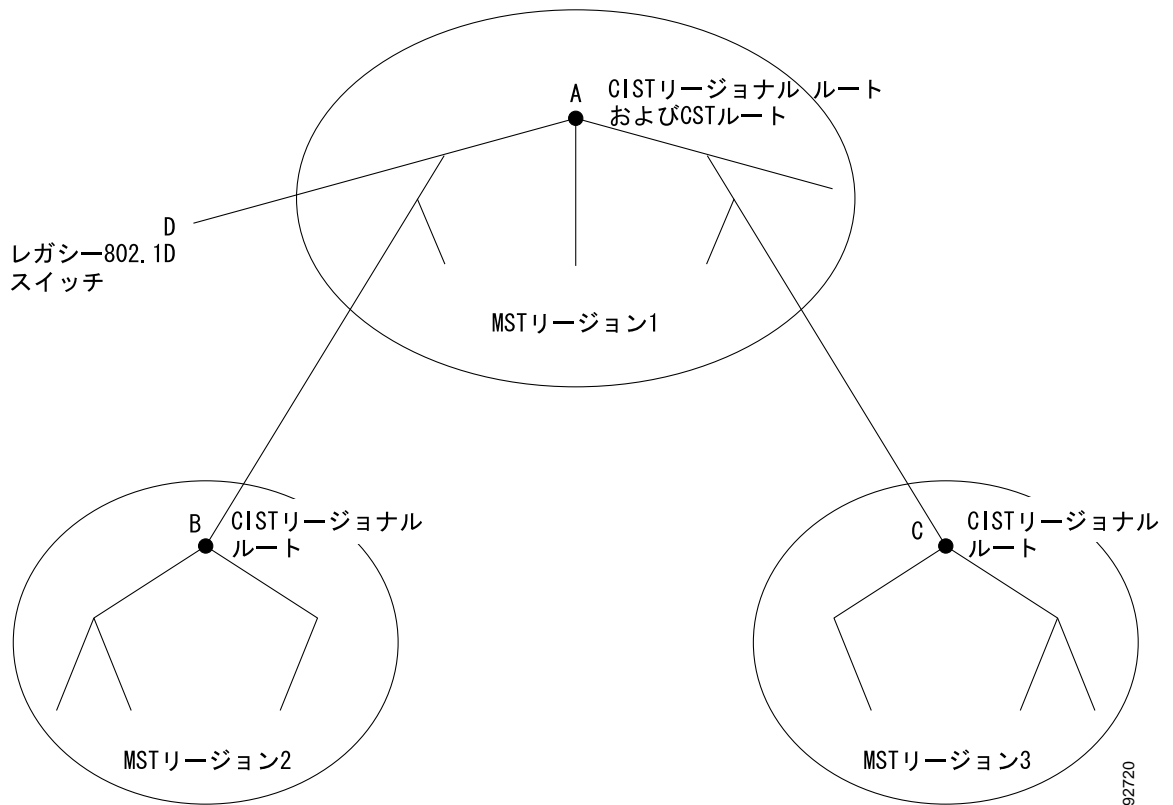 A
CISTリージョナル ルート
およびCSTルート
D
レガシー802.1D
スイッチ
MSTリージョン1
B
CISTリージョナル
ルート
C
CISTリージョナル
ルート
MSTリージョン2
MSTリージョン3
92720